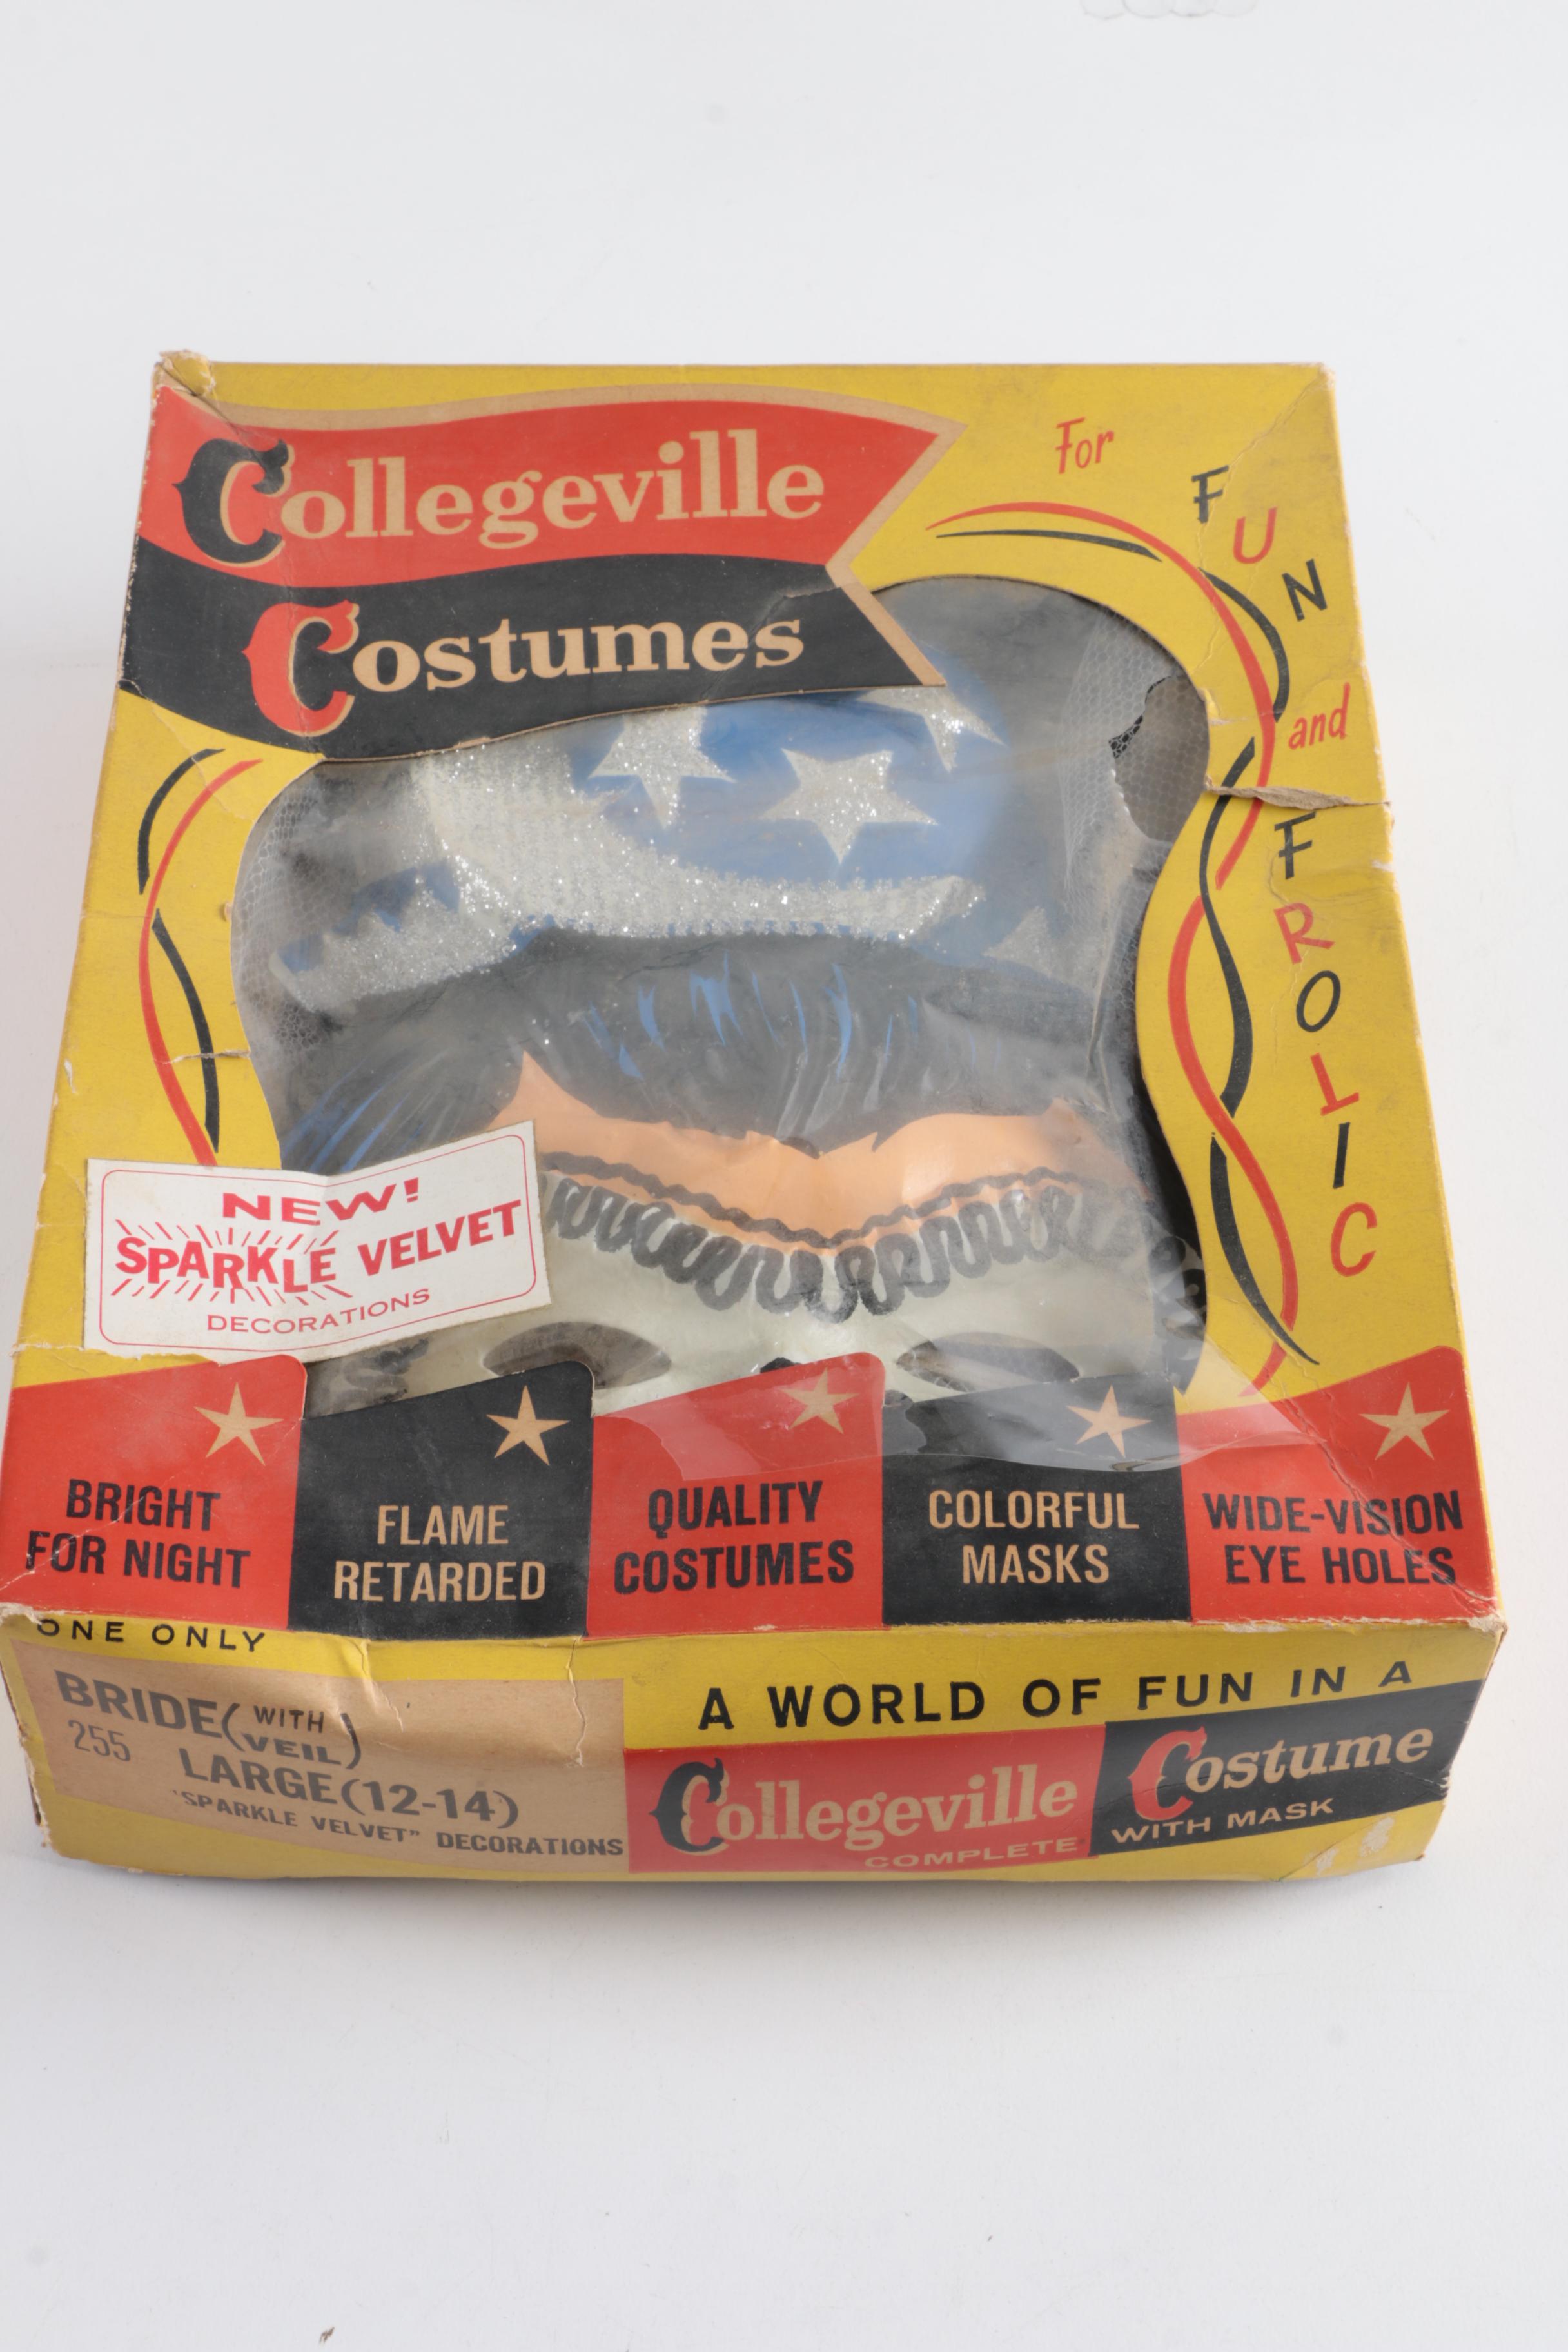 Collegeville
Costumes
For
FUN
and
FROLIC
NEW!
SPARKLE VELVET
DECORATIONS
BRIGHT
FOR NIGHT
FLAME
RETARDED
QUALITY
COSTUMES
COLORFUL
MASKS
WIDE-VISION
EYE HOLES
ONE ONLY
BRIDE (WITH VEIL)
255 LARGE (12-14)
"SPARKLE VELVET" DECORATIONS
A WORLD OF FUN IN A
Collegeville Costume
COMPLETE WITH MASK